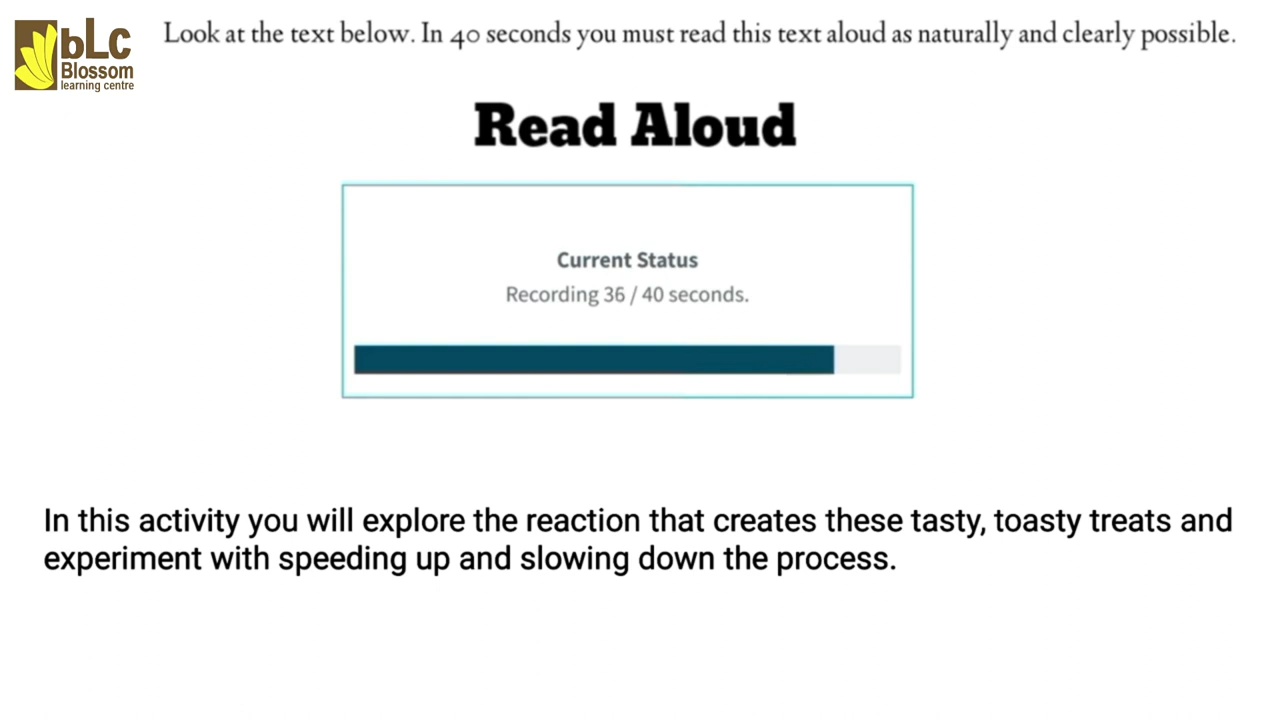 bLc
Blossom
learning centre
Look at the text below. In 40 seconds you must read this text aloud as naturally and clearly possible.
Read Aloud
Current Status
Recording 36 / 40 seconds.
In this activity you will explore the reaction that creates these tasty, toasty treats and
experiment with speeding up and slowing down the process.